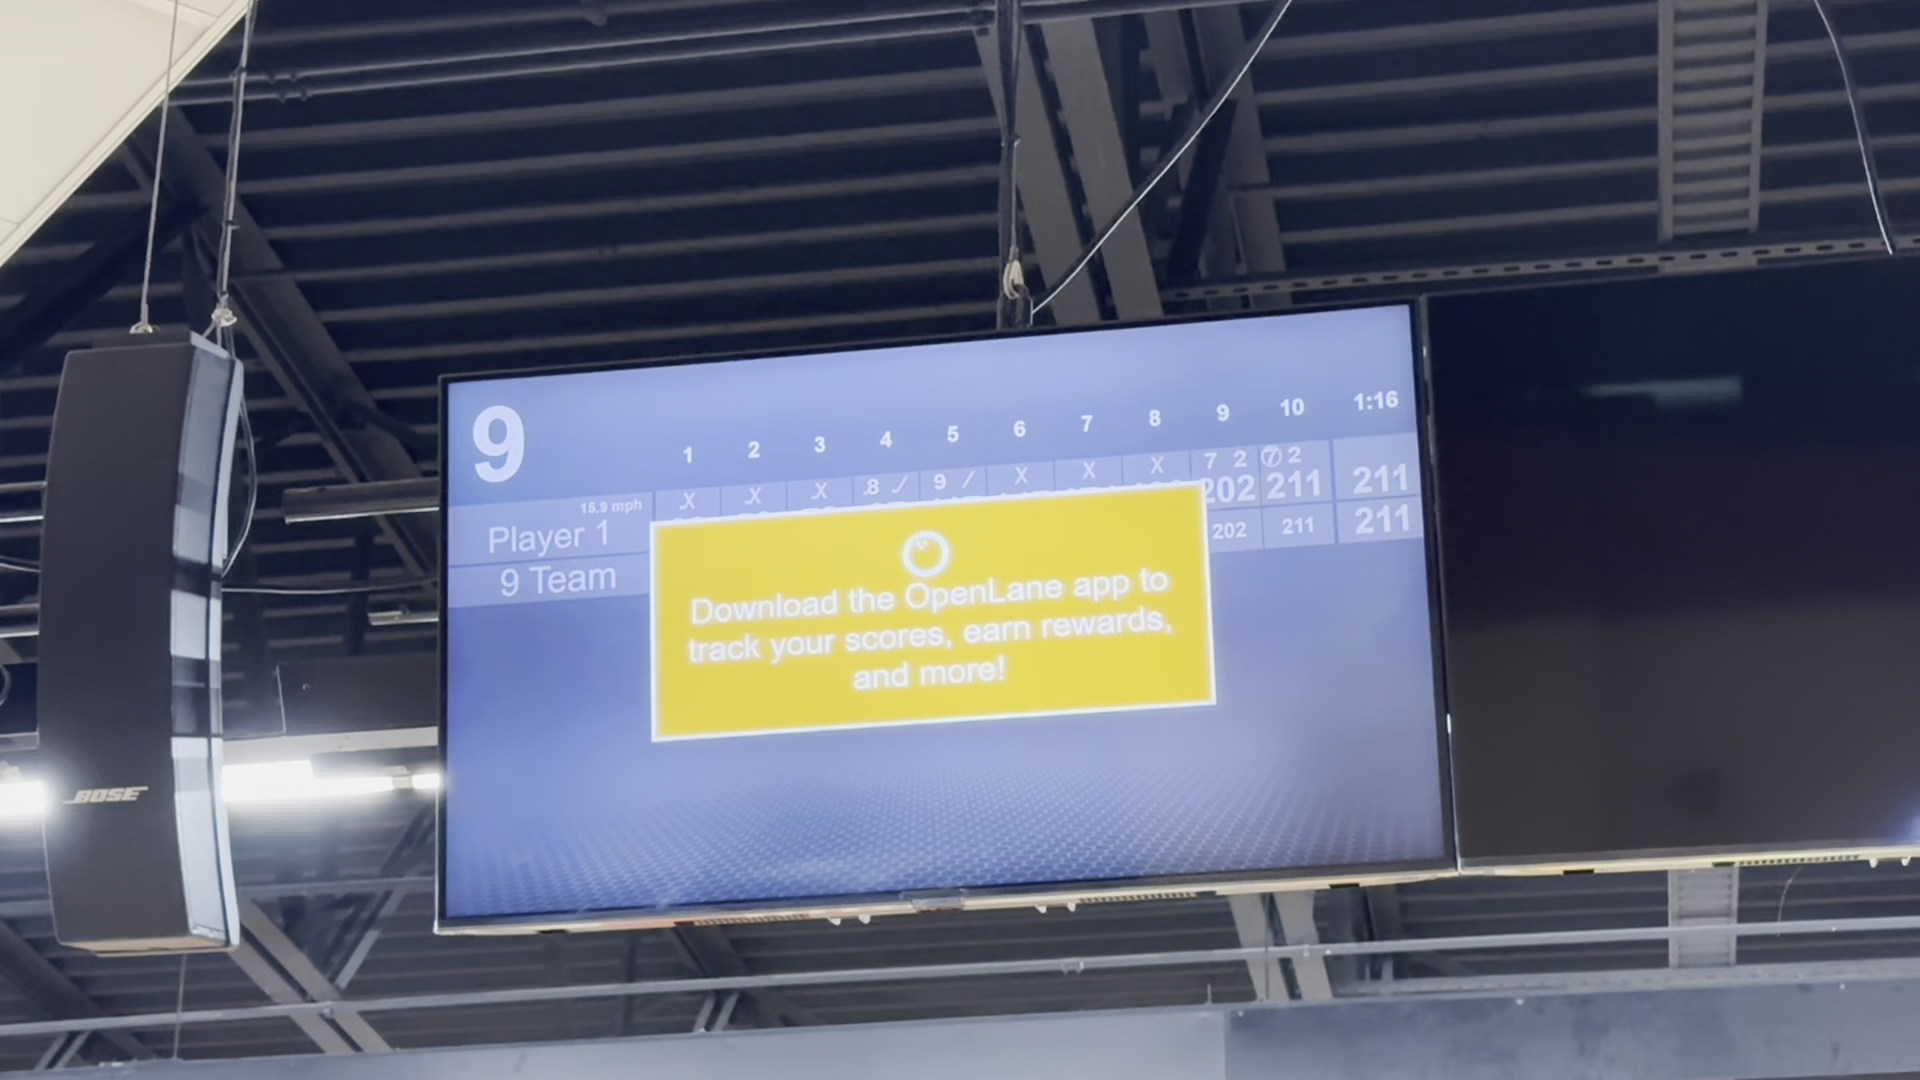 9
1 2 3 4 5 6 7 8 9 10 1:16
15.9 mph
X X X 8 / 9 / X X X 7 2 7 2
Player 1
202 211 211
9 Team
202 211 211
Download the OpenLane app to
track your scores, earn rewards,
and more!
BOSE